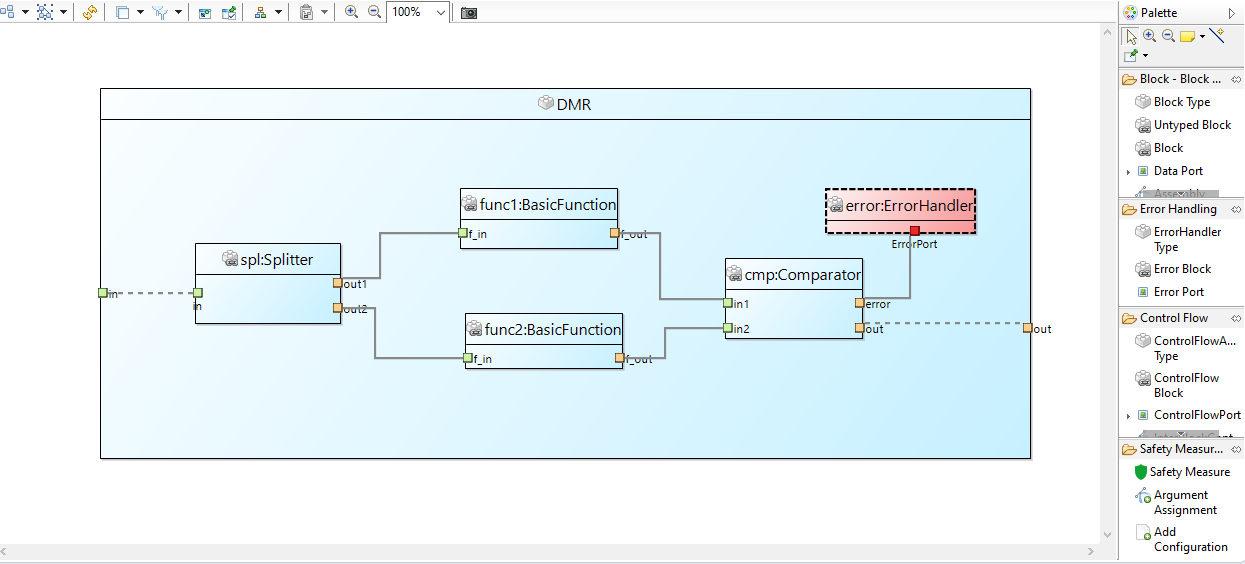 100%
Palette
Block - Block ...
Block Type
Untyped Block
Block
Data Port
Error Handling
ErrorHandler
Type
Error Block
Error Port
Control Flow
ControlFlowA...
Type
ControlFlow
Block
ControlFlowPort
Safety Measur...
Safety Measure
Argument
Assignment
Add
Configuration
DMR
in
spl:Splitter
in
out1
out2
func1:BasicFunction
f_in
f_out
func2:BasicFunction
f_in
f_out
cmp:Comparator
in1
in2
error
out
error:ErrorHandler
ErrorPort
out